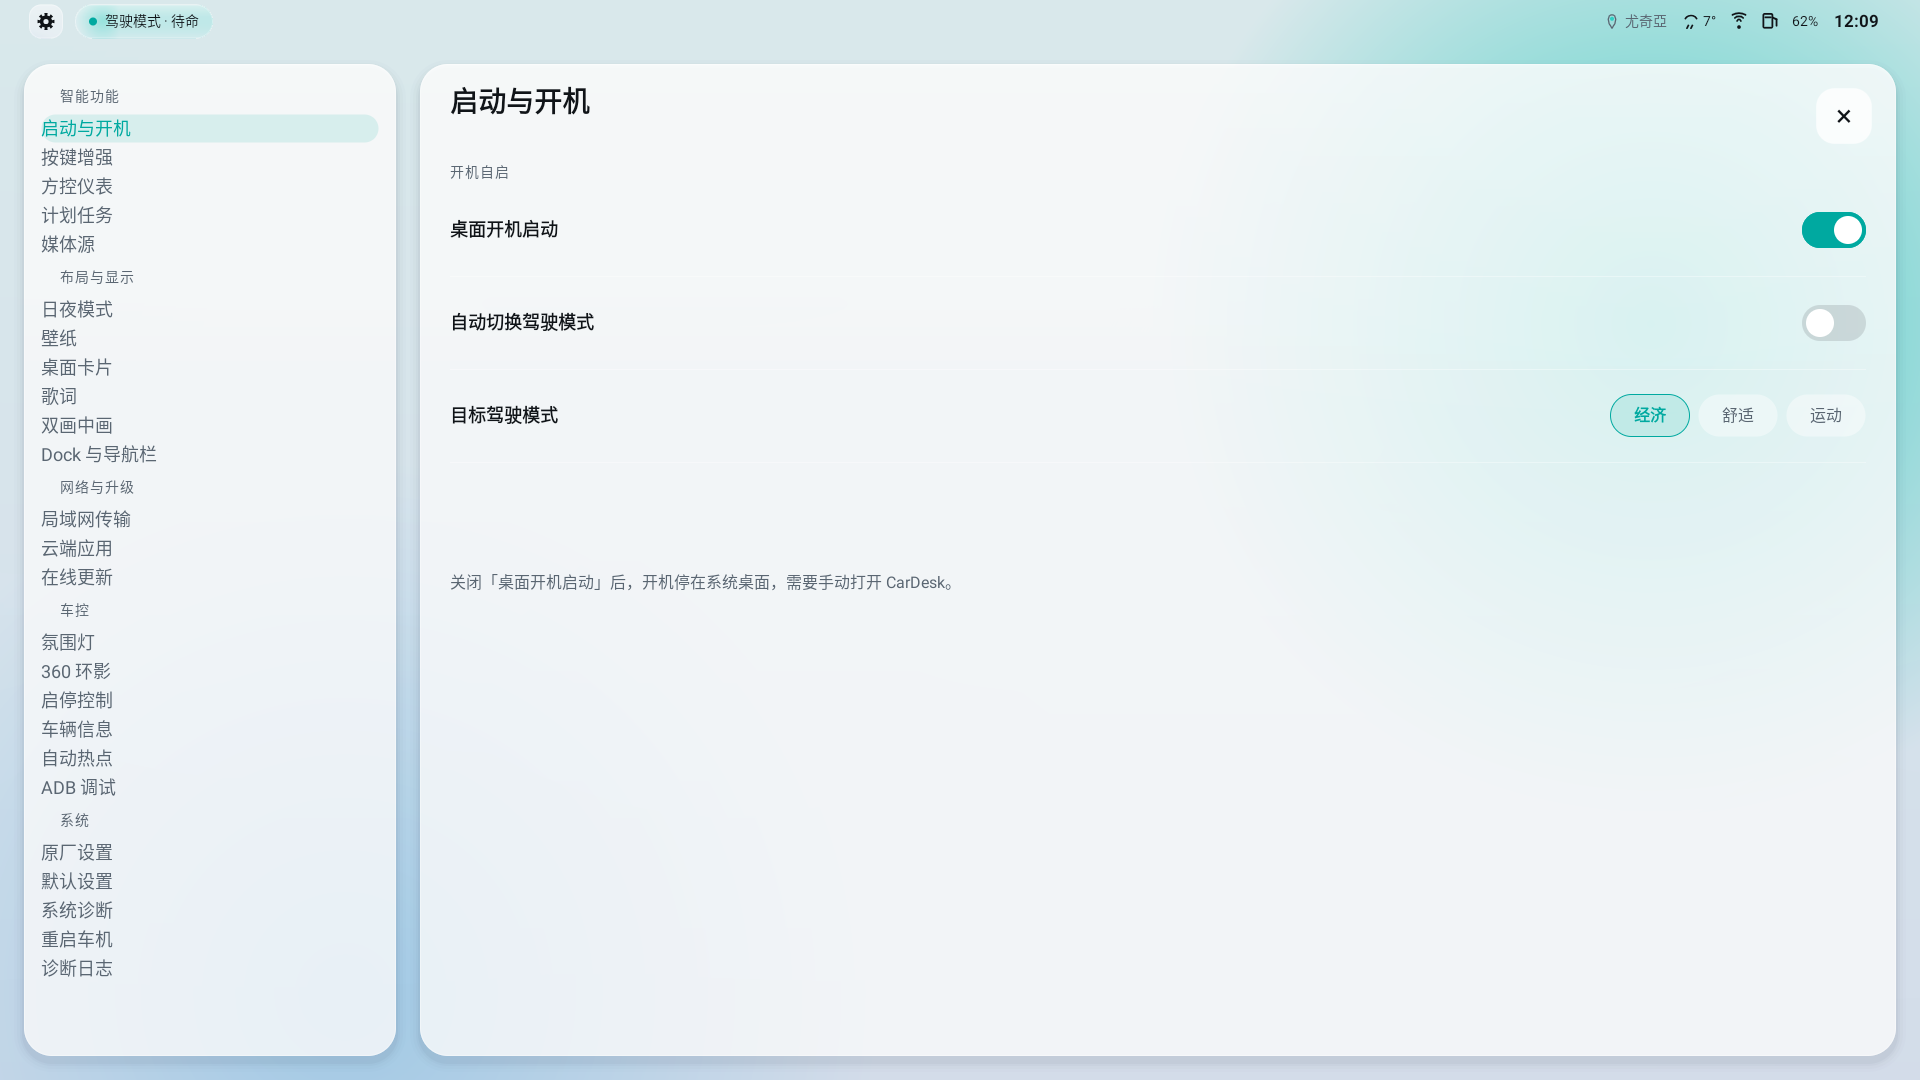 驾驶模式 · 待命
尤奇亞 7° 62% 12:09
智能功能
启动与开机
按键增强
方控仪表
计划任务
媒体源
布局与显示
日夜模式
壁纸
桌面卡片
歌词
双画中画
Dock 与导航栏
网络与升级
局域网传输
云端应用
在线更新
车控
氛围灯
360 环影
启停控制
车辆信息
自动热点
ADB 调试
系统
原厂设置
默认设置
系统诊断
重启车机
诊断日志
启动与开机
开机自启
桌面开机启动
自动切换驾驶模式
目标驾驶模式
经济 舒适 运动
关闭「桌面开机启动」后，开机停在系统桌面，需要手动打开 CarDesk。